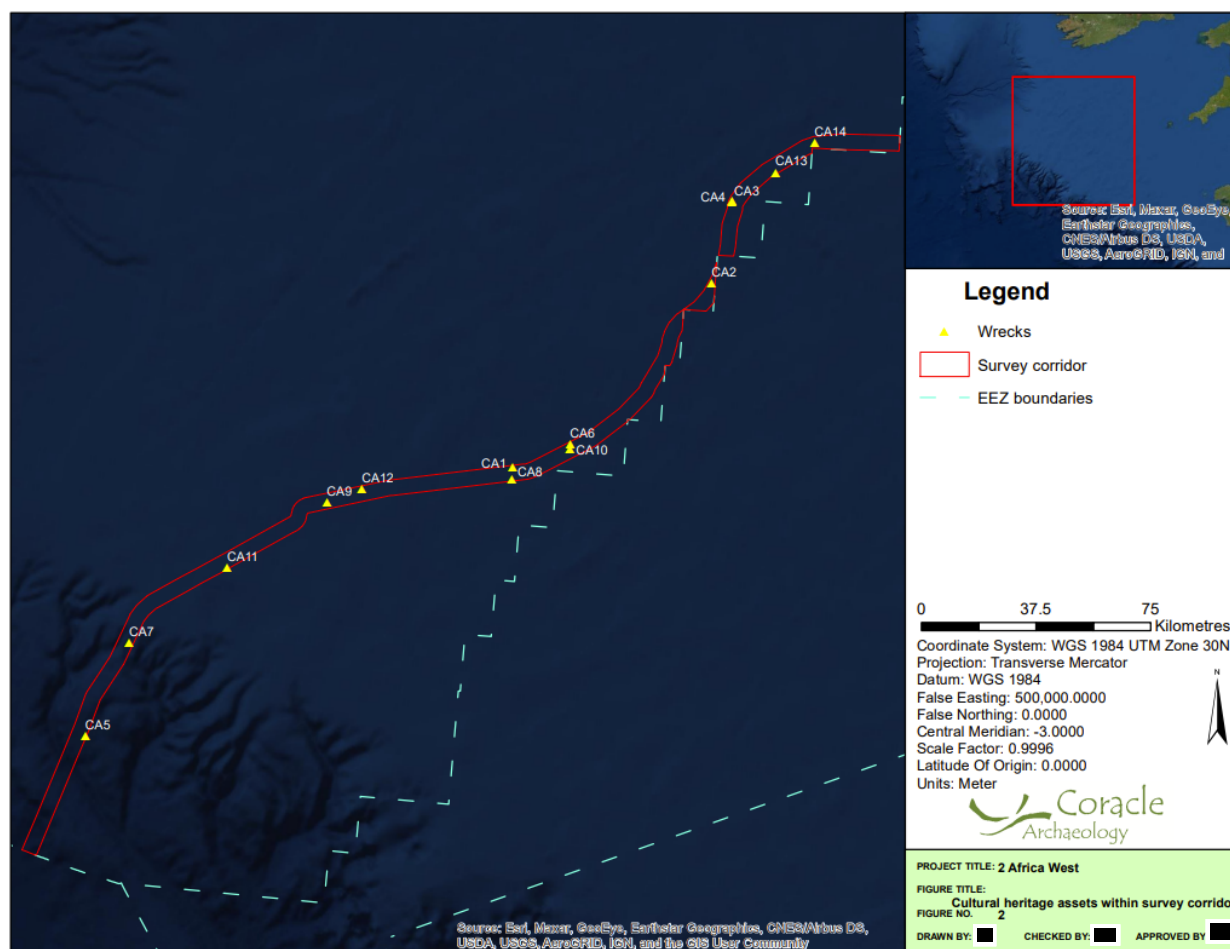 CA14
CA13
CA3
CA4
CA2
CA6
CA10
CA1
CA8
CA12
CA9
CA11
CA7
CA5
Source: Esri, Maxar, GeoEye, Earthstar Geographics, CNES/Airbus DS,
USDA, USGS, AeroGRID, IGN, and the GIS User Community
Source: Esri, Maxar, GeoEye,
Earthstar Geographics,
CNES/Airbus DS, USDA,
USGS, AeroGRID, IGN, and
Legend
Wrecks
Survey corridor
EEZ boundaries
0 37.5 75
Kilometres
Coordinate System: WGS 1984 UTM Zone 30N
Projection: Transverse Mercator
Datum: WGS 1984
False Easting: 500,000.0000
False Northing: 0.0000
Central Meridian: -3.0000
Scale Factor: 0.9996
Latitude Of Origin: 0.0000
Units: Meter
N
Coracle
Archaeology
PROJECT TITLE: 2 Africa West
FIGURE TITLE:
Cultural heritage assets within survey corrido
FIGURE NO. 2
DRAWN BY: CHECKED BY: APPROVED BY